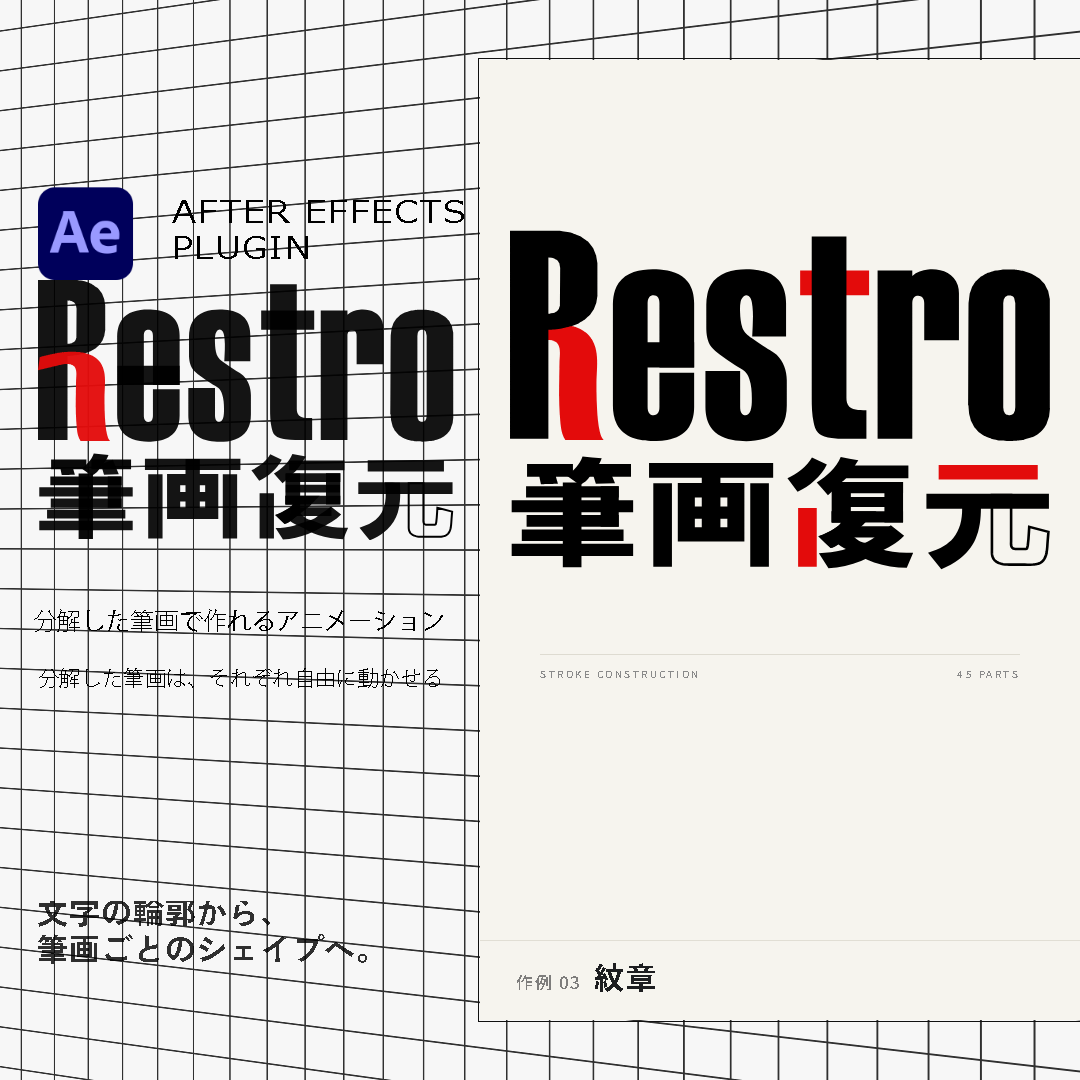 Ae
AFTER EFFECTS
PLUGIN
Restro
筆画復元
分解した筆画で作れるアニメーション
分解した筆画は、それぞれ自由に動かせる
文字の輪郭から、
筆画ごとのシェイプへ。
Restro
筆画復元
STROKE CONSTRUCTION
45 PARTS
作例 03 紋章